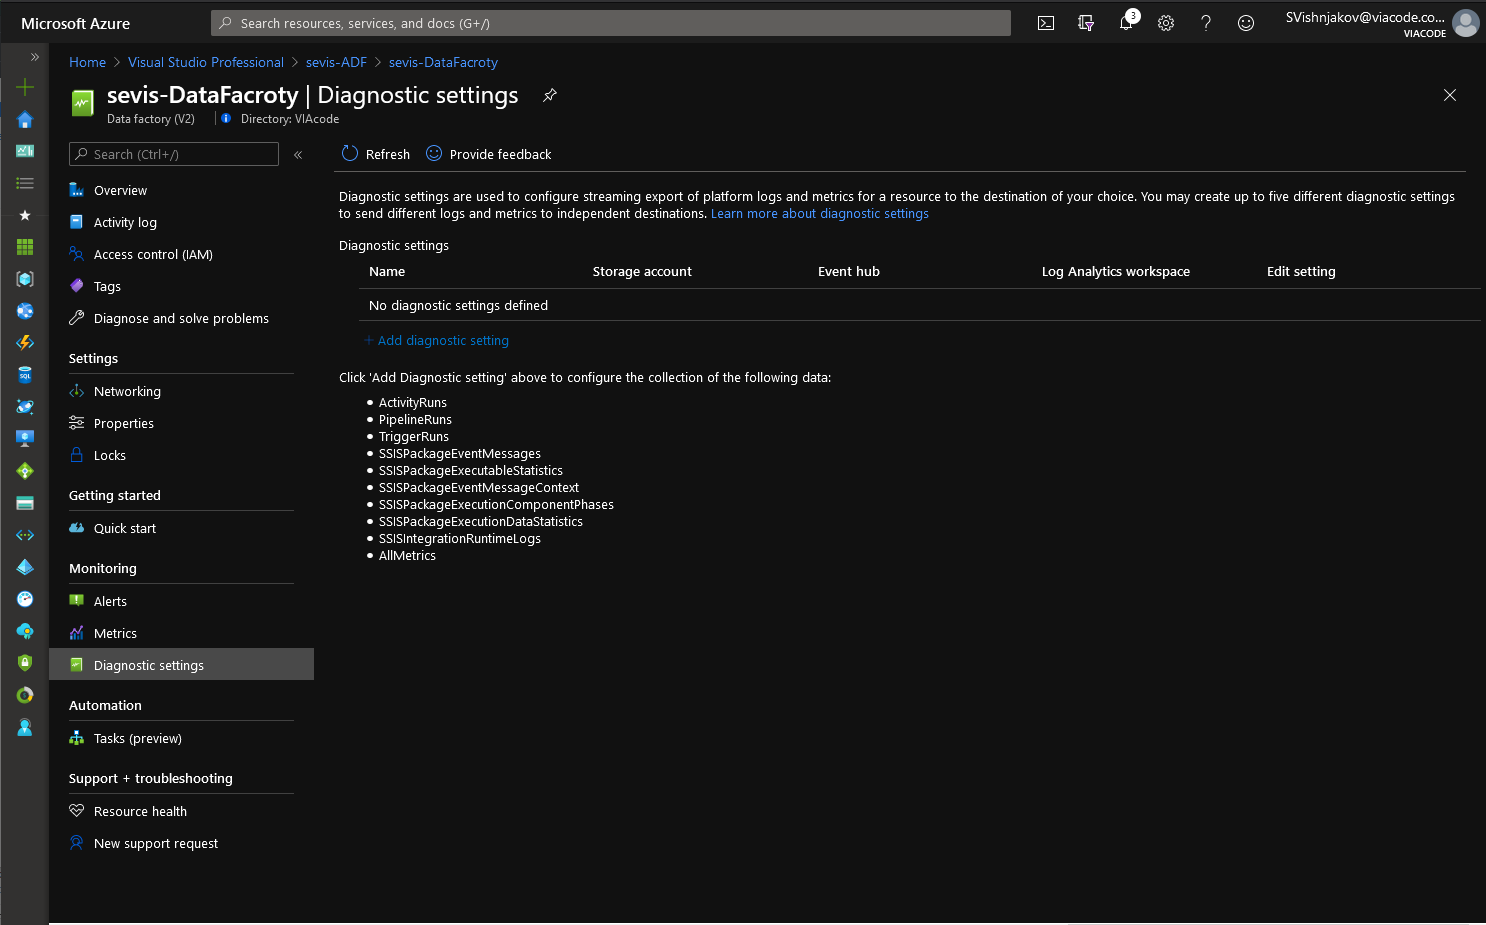 Microsoft Azure
Search resources, services, and docs (G+/)
3
SVishnjakov@viacode.co...
VIACODE
Home > Visual Studio Professional > sevis-ADF > sevis-DataFacroty
sevis-DataFacroty | Diagnostic settings
Data factory (V2)
Directory: VIAcode
Search (Ctrl+/)
Overview
Activity log
Access control (IAM)
Tags
Diagnose and solve problems
Settings
Networking
Properties
Locks
Getting started
Quick start
Monitoring
Alerts
Metrics
Diagnostic settings
Automation
Tasks (preview)
Support + troubleshooting
Resource health
New support request
Refresh
Provide feedback
Diagnostic settings are used to configure streaming export of platform logs and metrics for a resource to the destination of your choice. You may create up to five different diagnostic settings
to send different logs and metrics to independent destinations. Learn more about diagnostic settings
Diagnostic settings
Name Storage account Event hub Log Analytics workspace Edit setting
No diagnostic settings defined
+ Add diagnostic setting
Click 'Add Diagnostic setting' above to configure the collection of the following data:
• ActivityRuns
• PipelineRuns
• TriggerRuns
• SSISPackageEventMessages
• SSISPackageExecutableStatistics
• SSISPackageEventMessageContext
• SSISPackageExecutionComponentPhases
• SSISPackageExecutionDataStatistics
• SSISIntegrationRuntimeLogs
• AllMetrics